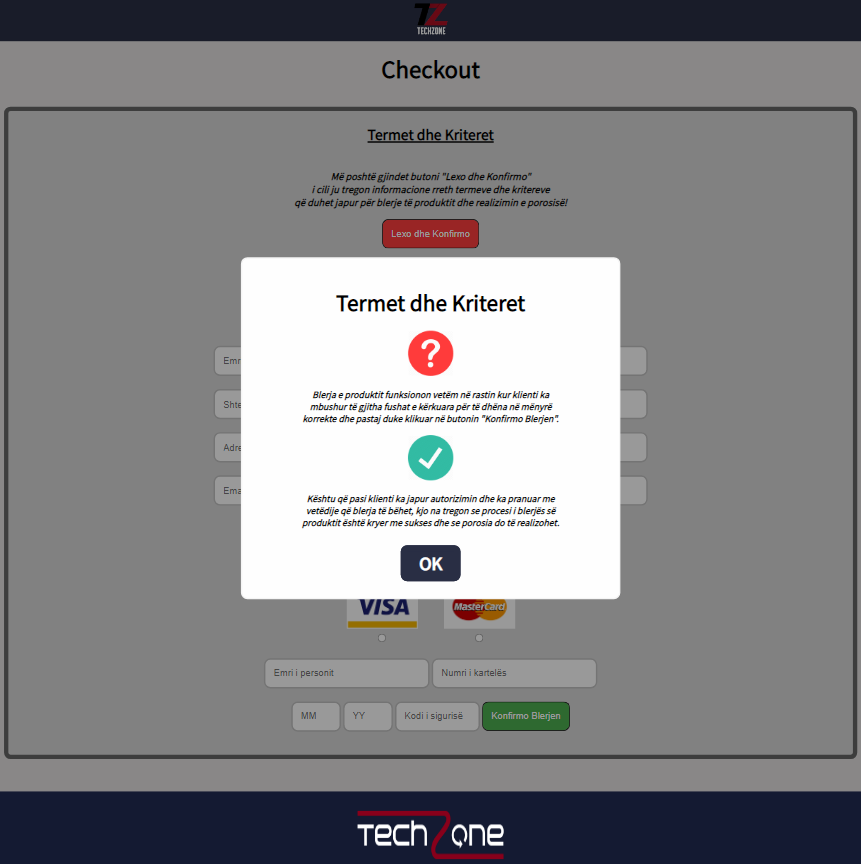 TZ
TECHZONE
Checkout
Termet dhe Kriteret
Më poshtë gjindet butoni "Lexo dhe Konfirmo"
i cili ju tregon informacione rreth termeve dhe kritereve
që duhet japur për blerje të produktit dhe realizimin e porosisë!
Lexo dhe Konfirmo
Termet dhe Kriteret
?
Blerja e produktit funksionon vetëm në rastin kur klienti ka
mbushur të gjitha fushat e kërkuara për të dhëna në mënyrë
korrekte dhe pastaj duke klikuar në butonin "Konfirmo Blerjen".
Kështu që pasi klienti ka japur autorizimin dhe ka pranuar me
vetëdije që blerja të bëhet, kjo na tregon se procesi i blerjës së
produktit është kryer me sukses dhe se porosia do të realizohet.
OK
Emr
Shte
Adre
Ema
VISA
MasterCard
Emri i personit
Numri i kartelës
MM
YY
Kodi i sigurisë
Konfirmo Blerjen
TechZone